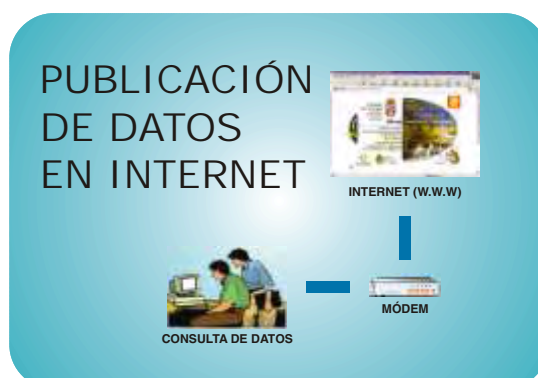 PUBLICACIÓN
DE DATOS
EN INTERNET
INTERNET (W.W.W)
MÓDEM
CONSULTA DE DATOS